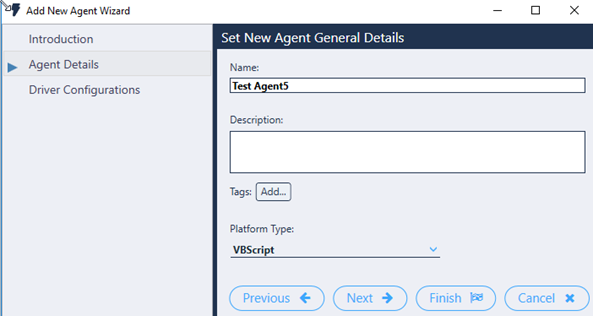 Add New Agent Wizard
Introduction
Agent Details
Driver Configurations
Set New Agent General Details
Name:
Test Agent5
Description:
Tags: Add...
Platform Type:
VBScript
Previous Next Finish Cancel